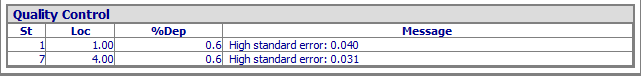 Quality Control
St Loc %Dep Message
1 1.00 0.6 High standard error: 0.040
7 4.00 0.6 High standard error: 0.031